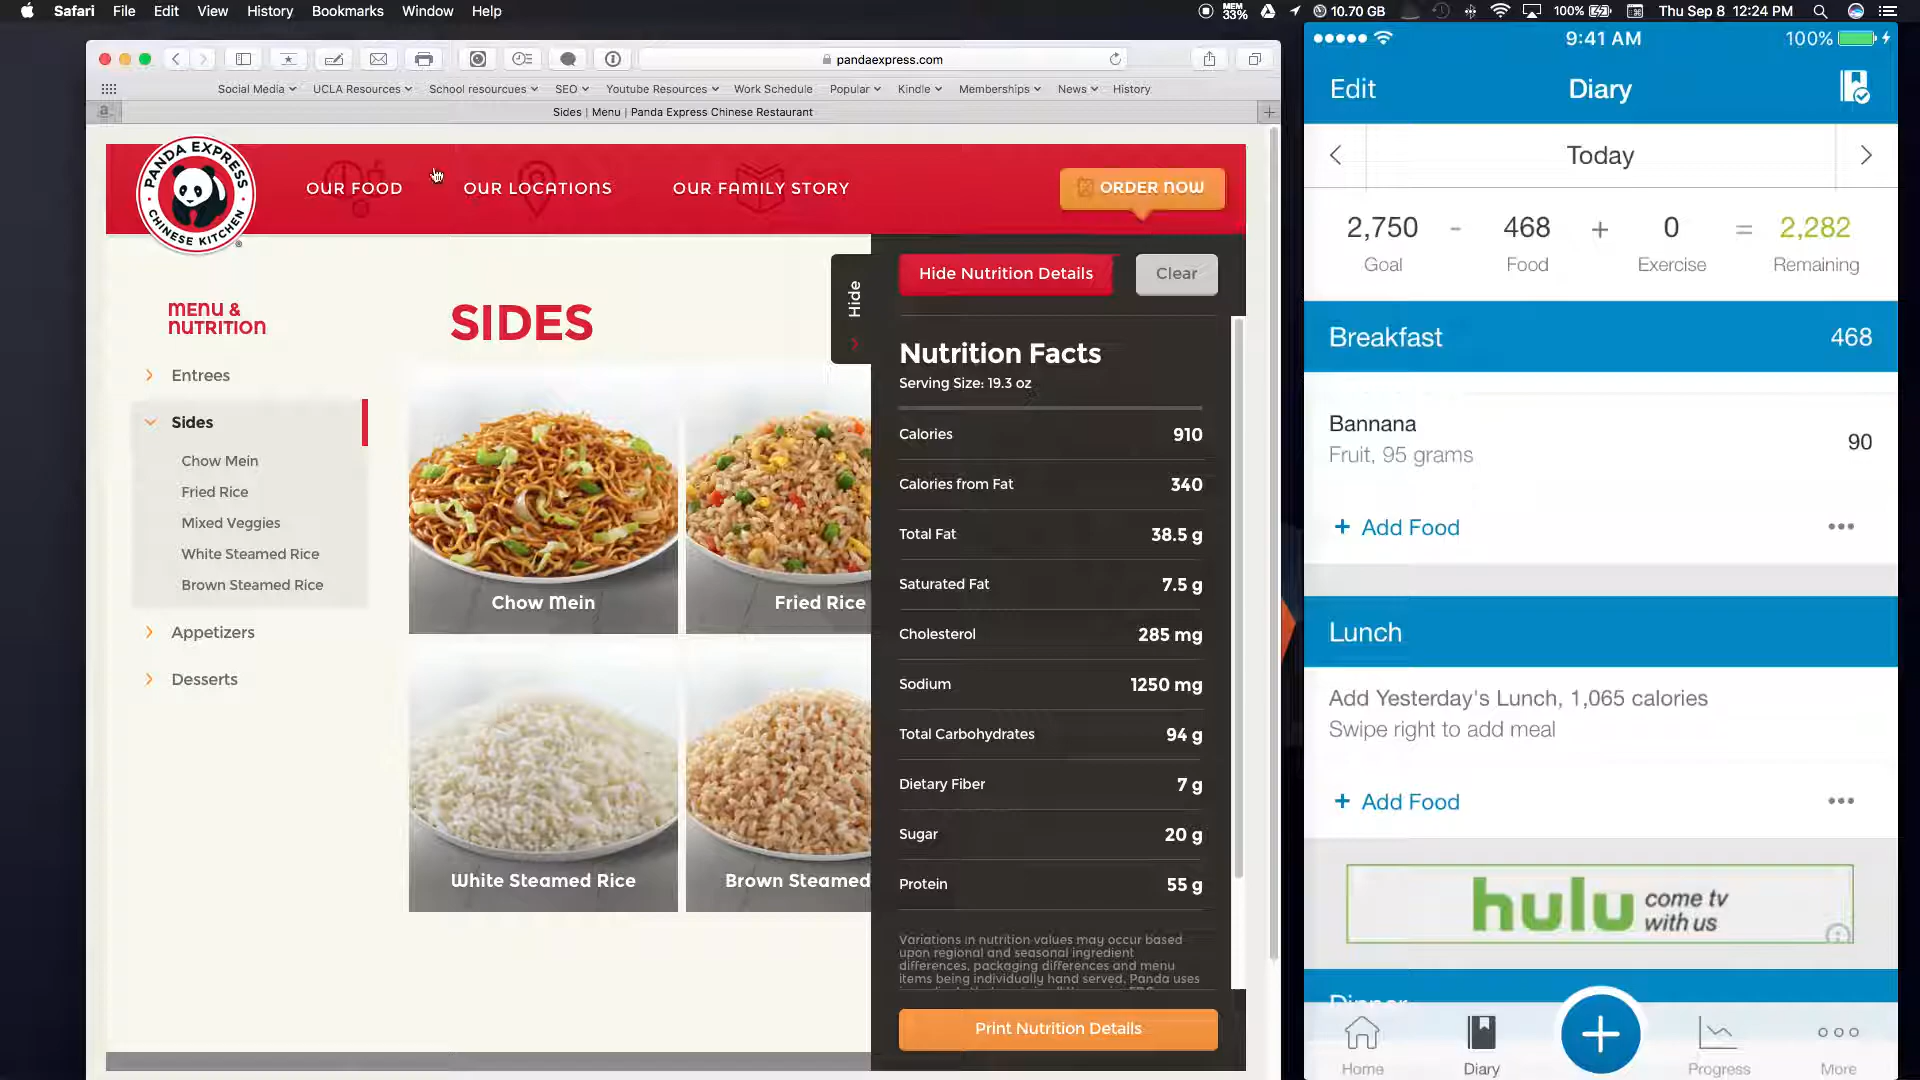 Safari File Edit View History Bookmarks Window Help
MEM 33% 10.70 GB 100% Thu Sep 8 12:24 PM
pandaexpress.com
Social Media UCLA Resources School resourcues SEO Youtube Resources Work Schedule Popular Kindle Memberships News History
Sides | Menu | Panda Express Chinese Restaurant
PANDA EXPRESS
CHINESE KITCHEN
OUR FOOD OUR LOCATIONS OUR FAMILY STORY ORDER NOW
MENU &
NUTRITION
Entrees
Sides
Chow Mein
Fried Rice
Mixed Veggies
White Steamed Rice
Brown Steamed Rice
Appetizers
Desserts
SIDES
Chow Mein
Fried Rice
White Steamed Rice
Brown Steamed
Hide
Hide Nutrition Details Clear
Nutrition Facts
Serving Size: 19.3 oz
Calories 910
Calories from Fat 340
Total Fat 38.5 g
Saturated Fat 7.5 g
Cholesterol 285 mg
Sodium 1250 mg
Total Carbohydrates 94 g
Dietary Fiber 7 g
Sugar 20 g
Protein 55 g
Variations in nutrition values may occur based
upon regional and seasonal ingredient
differences, packaging differences and menu
items being individually hand served. Panda uses
Print Nutrition Details
9:41 AM 100%
Edit Diary
Today
2,750 - 468 + 0 = 2,282
Goal Food Exercise Remaining
Breakfast 468
Bannana
Fruit, 95 grams
90
+ Add Food
Lunch
Add Yesterday's Lunch, 1,065 calories
Swipe right to add meal
+ Add Food
hulu come tv
with us
Dinner
Home Diary Progress More